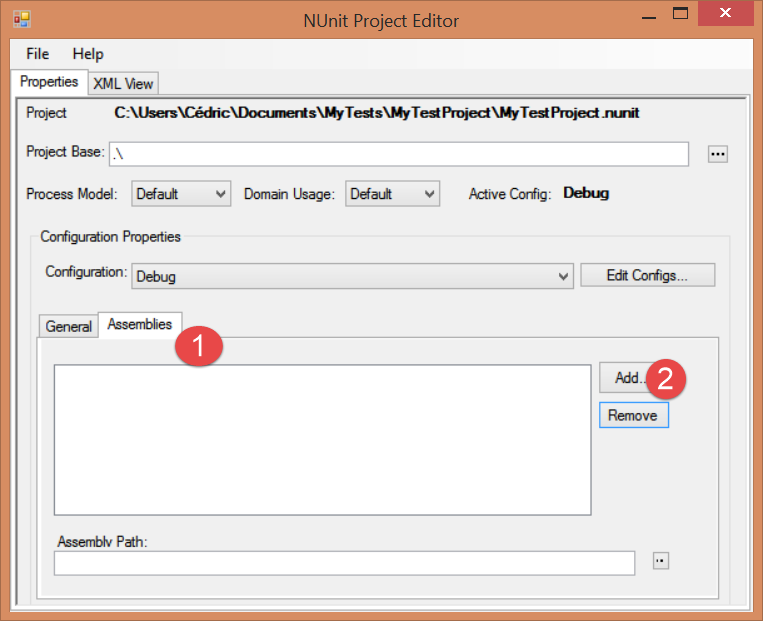 NUnit Project Editor
File Help
Properties XML View
Project C:\Users\Cédric\Documents\MyTests\MyTestProject\MyTestProject.nunit
Project Base: .\ ...
Process Model: Default Domain Usage: Default Active Config: Debug
Configuration Properties
Configuration: Debug Edit Configs...
General Assemblies
1
Add.. 2
Remove
Assembly Path:
..